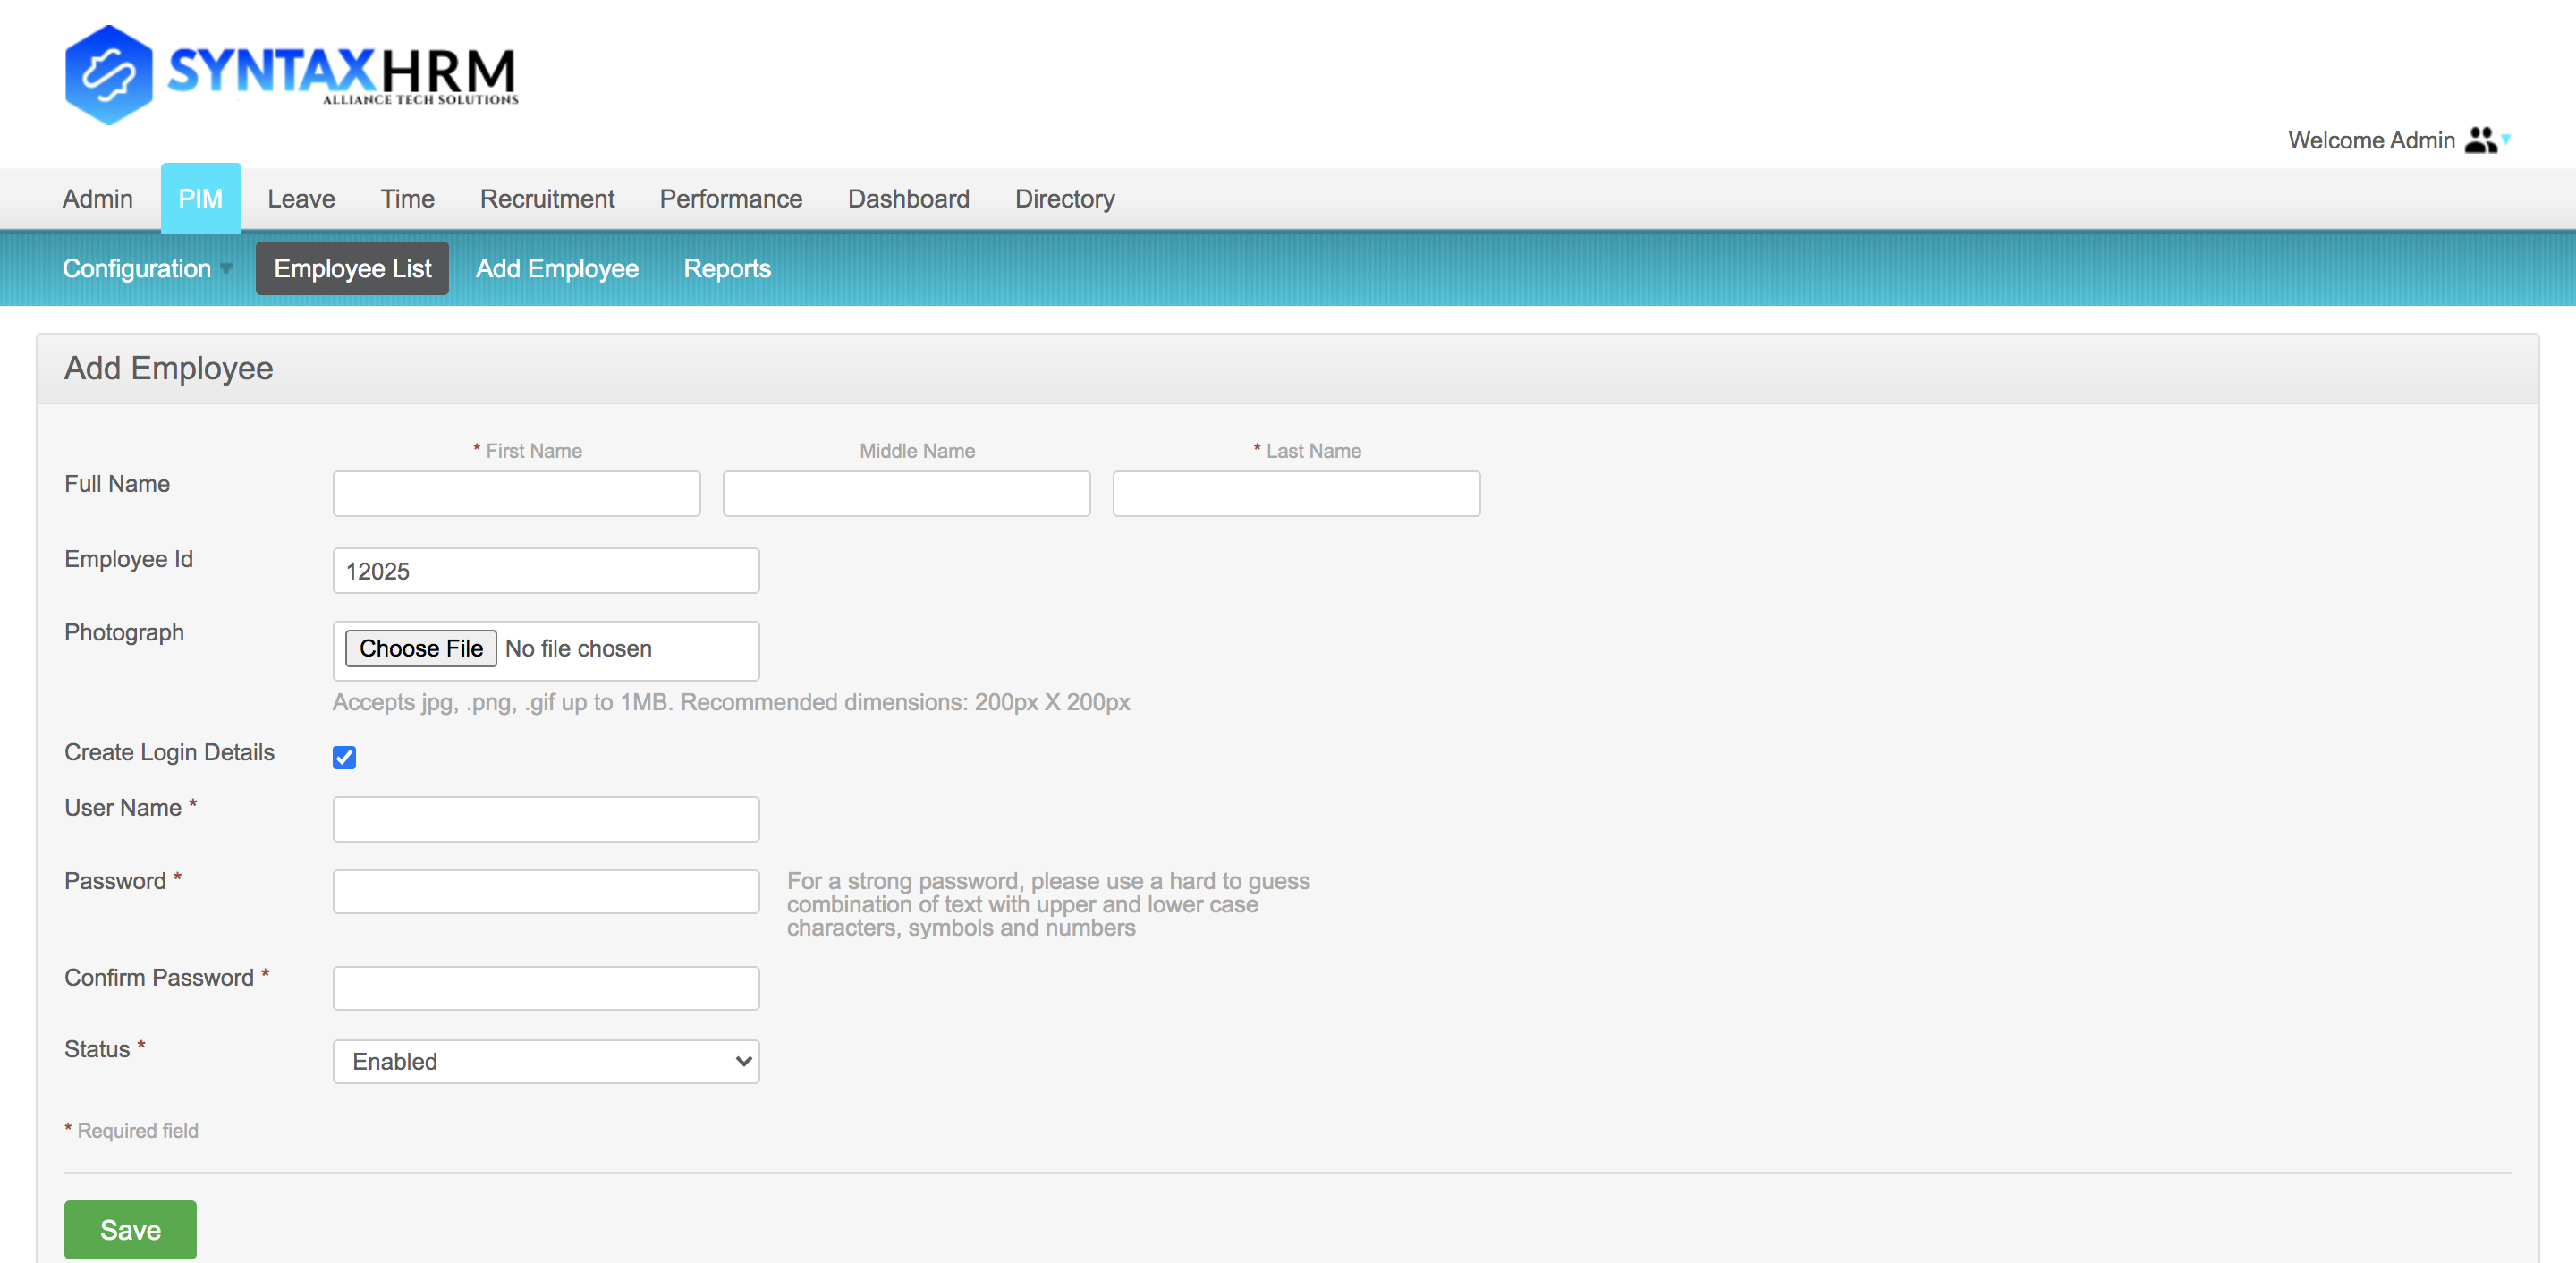 SYNTAXHRM
ALLIANCE TECH SOLUTIONS
Welcome Admin
Admin PIM Leave Time Recruitment Performance Dashboard Directory
Configuration Employee List Add Employee Reports
Add Employee
* First Name Middle Name * Last Name
Full Name
Employee Id 12025
Photograph Choose File No file chosen
Accepts jpg, .png, .gif up to 1MB. Recommended dimensions: 200px X 200px
Create Login Details
User Name *
Password * For a strong password, please use a hard to guess
combination of text with upper and lower case
characters, symbols and numbers
Confirm Password *
Status * Enabled
* Required field
Save